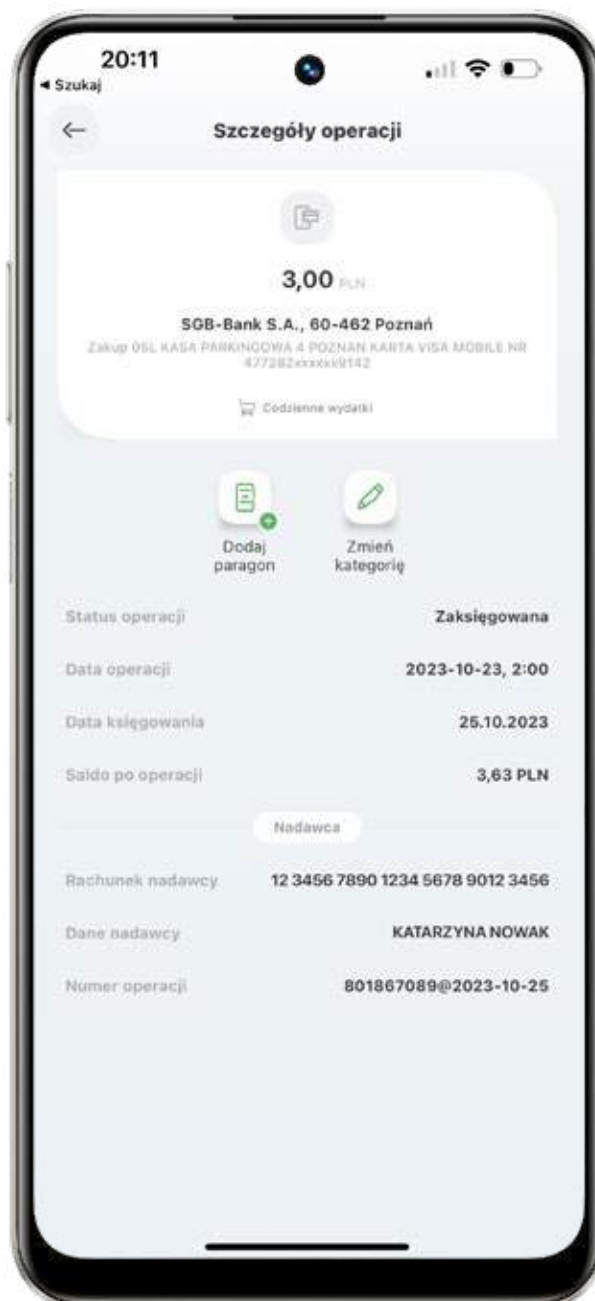 20:11
◄ Szukaj
Szczegóły operacji
3,00 PLN
SGB-Bank S.A., 60-462 Poznań
Zakup 05L KASA PARKINGOWA 4 POZNAN KARTA VISA MOBILE NR
477282xxxxxx9142
Codzienne wydatki
Dodaj paragon
Zmień kategorię
Status operacji Zaksięgowana
Data operacji 2023-10-23, 2:00
Data księgowania 25.10.2023
Saldo po operacji 3,63 PLN
Nadawca
Rachunek nadawcy 12 3456 7890 1234 5678 9012 3456
Dane nadawcy KATARZYNA NOWAK
Numer operacji 801867089@2023-10-25